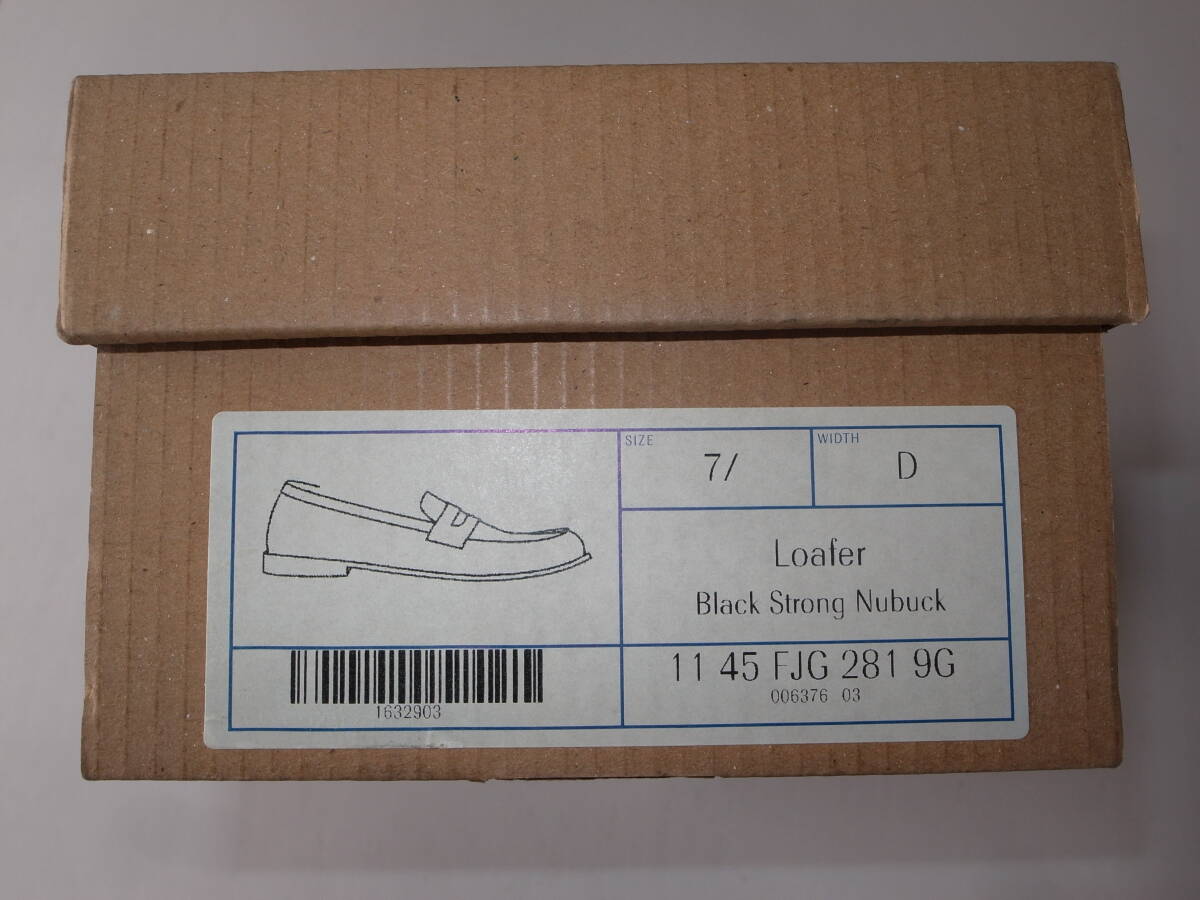 SIZE
7/
WIDTH
D
Loafer
Black Strong Nubuck
1632903
11 45 FJG 281 9G
006376 03